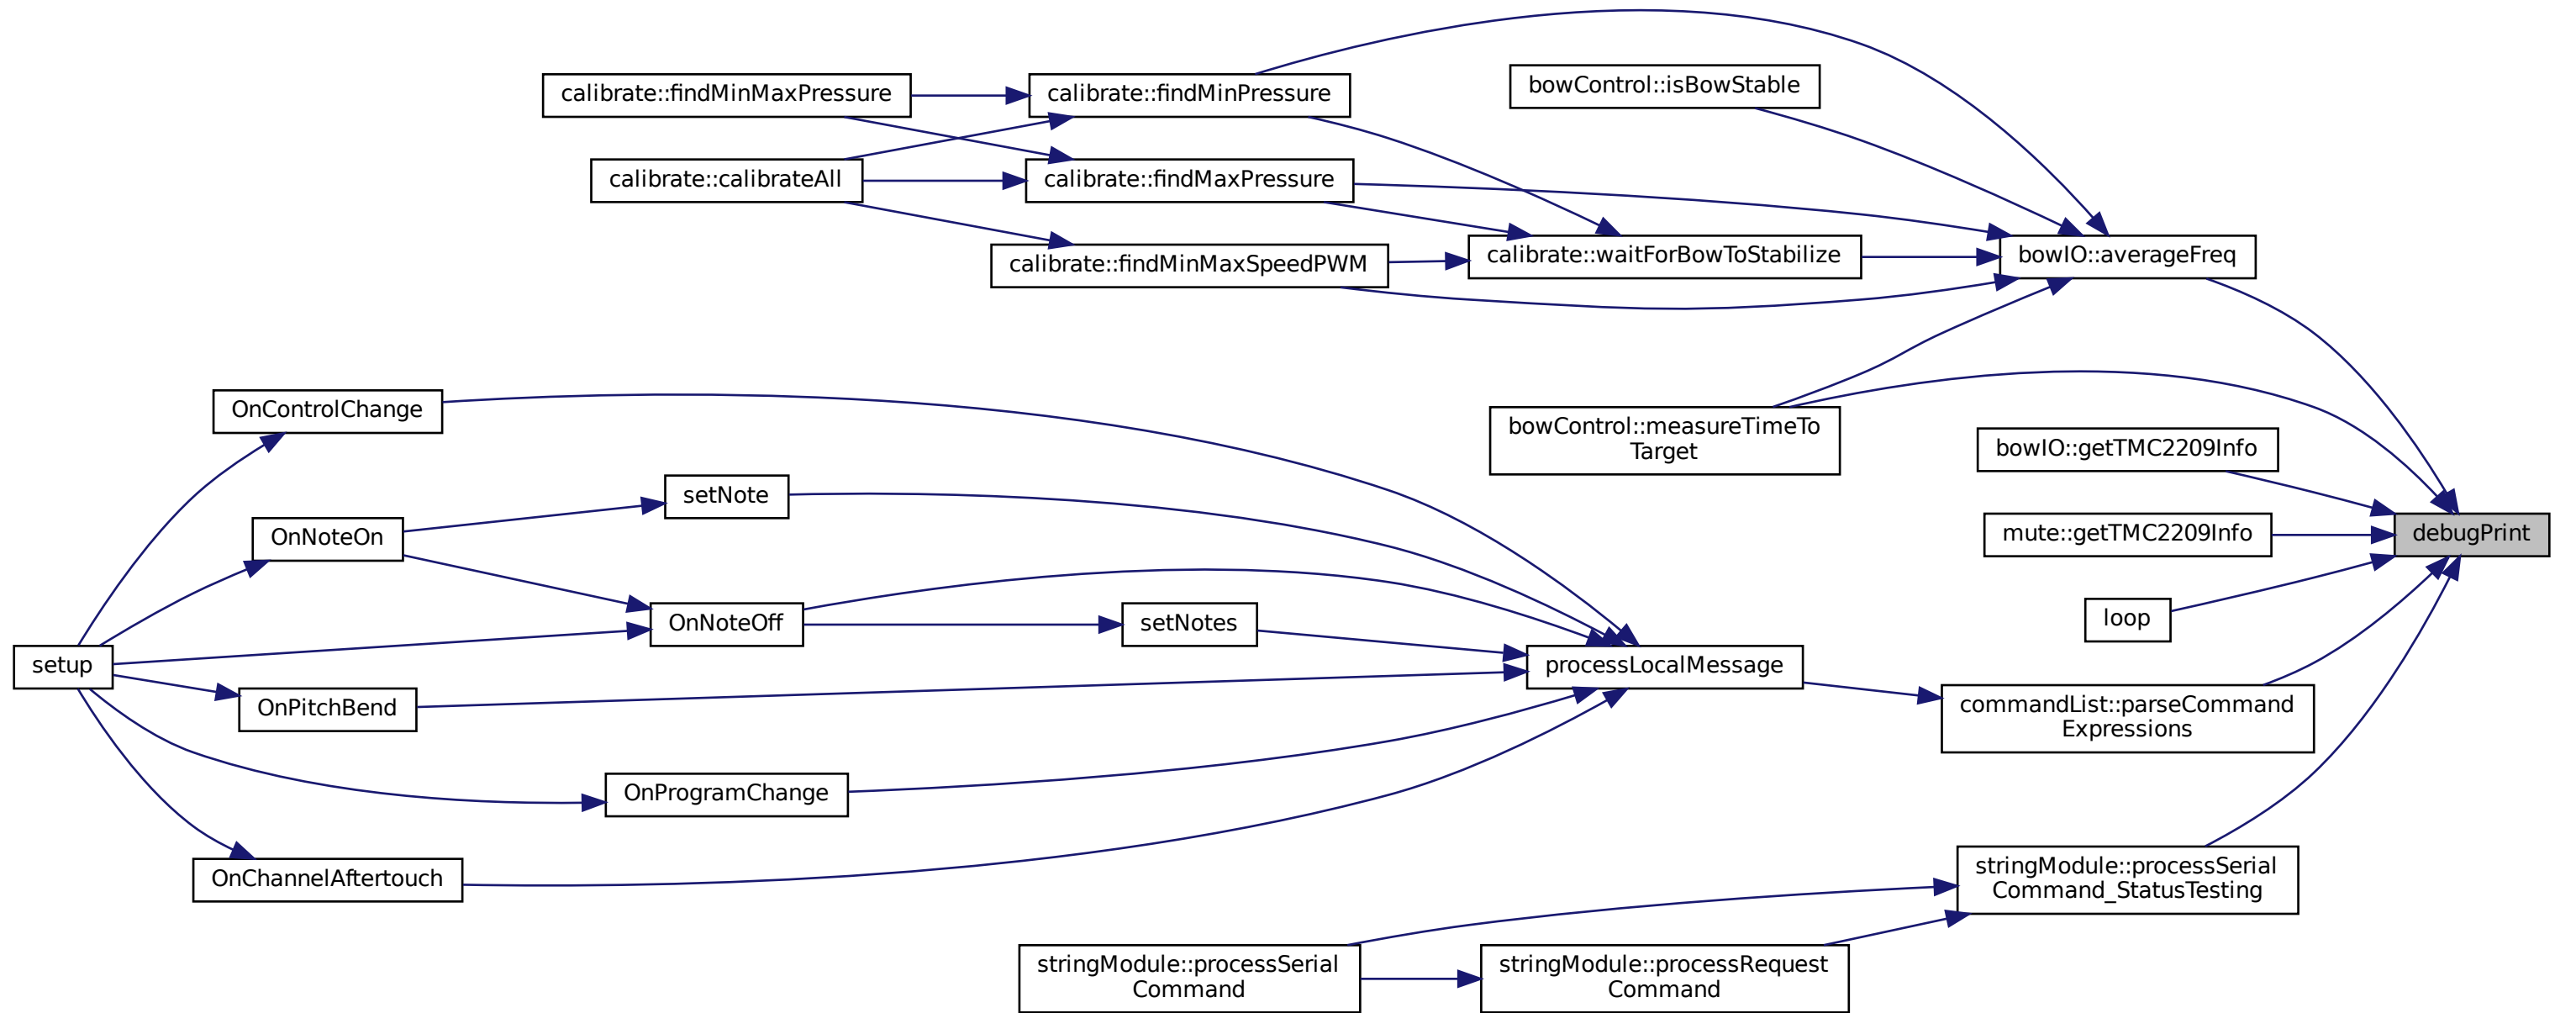 calibrate::findMinMaxPressure
calibrate::findMinPressure
bowControl::isBowStable
calibrate::calibrateAll
calibrate::findMaxPressure
calibrate::findMinMaxSpeedPWM
calibrate::waitForBowToStabilize
bowIO::averageFreq
OnControlChange
bowControl::measureTimeTo
Target
bowIO::getTMC2209Info
setNote
OnNoteOn
mute::getTMC2209Info
debugPrint
loop
OnNoteOff
setNotes
setup
processLocalMessage
OnPitchBend
commandList::parseCommand
Expressions
OnProgramChange
OnChannelAftertouch
stringModule::processSerial
Command_StatusTesting
stringModule::processSerial
Command
stringModule::processRequest
Command